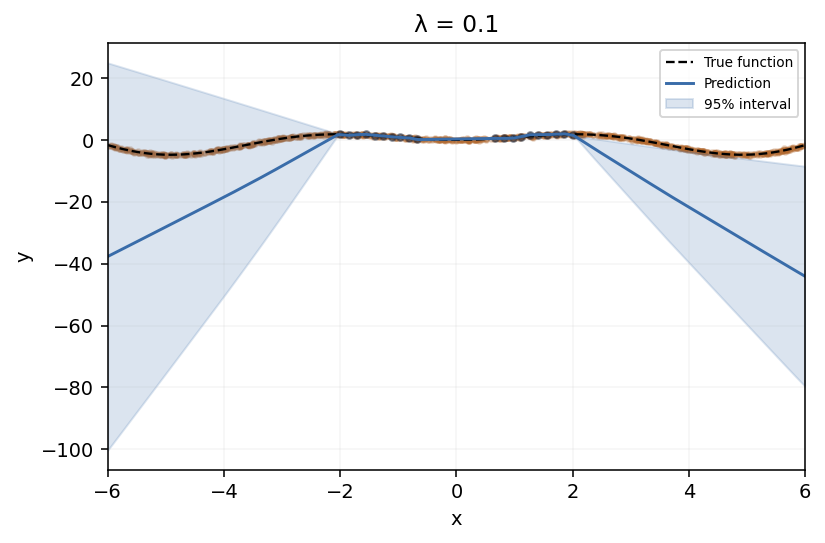 λ = 0.1
True function
Prediction
95% interval
20
0
−20
−40
−60
−80
−100
y
−6
−4
−2
0
2
4
6
x